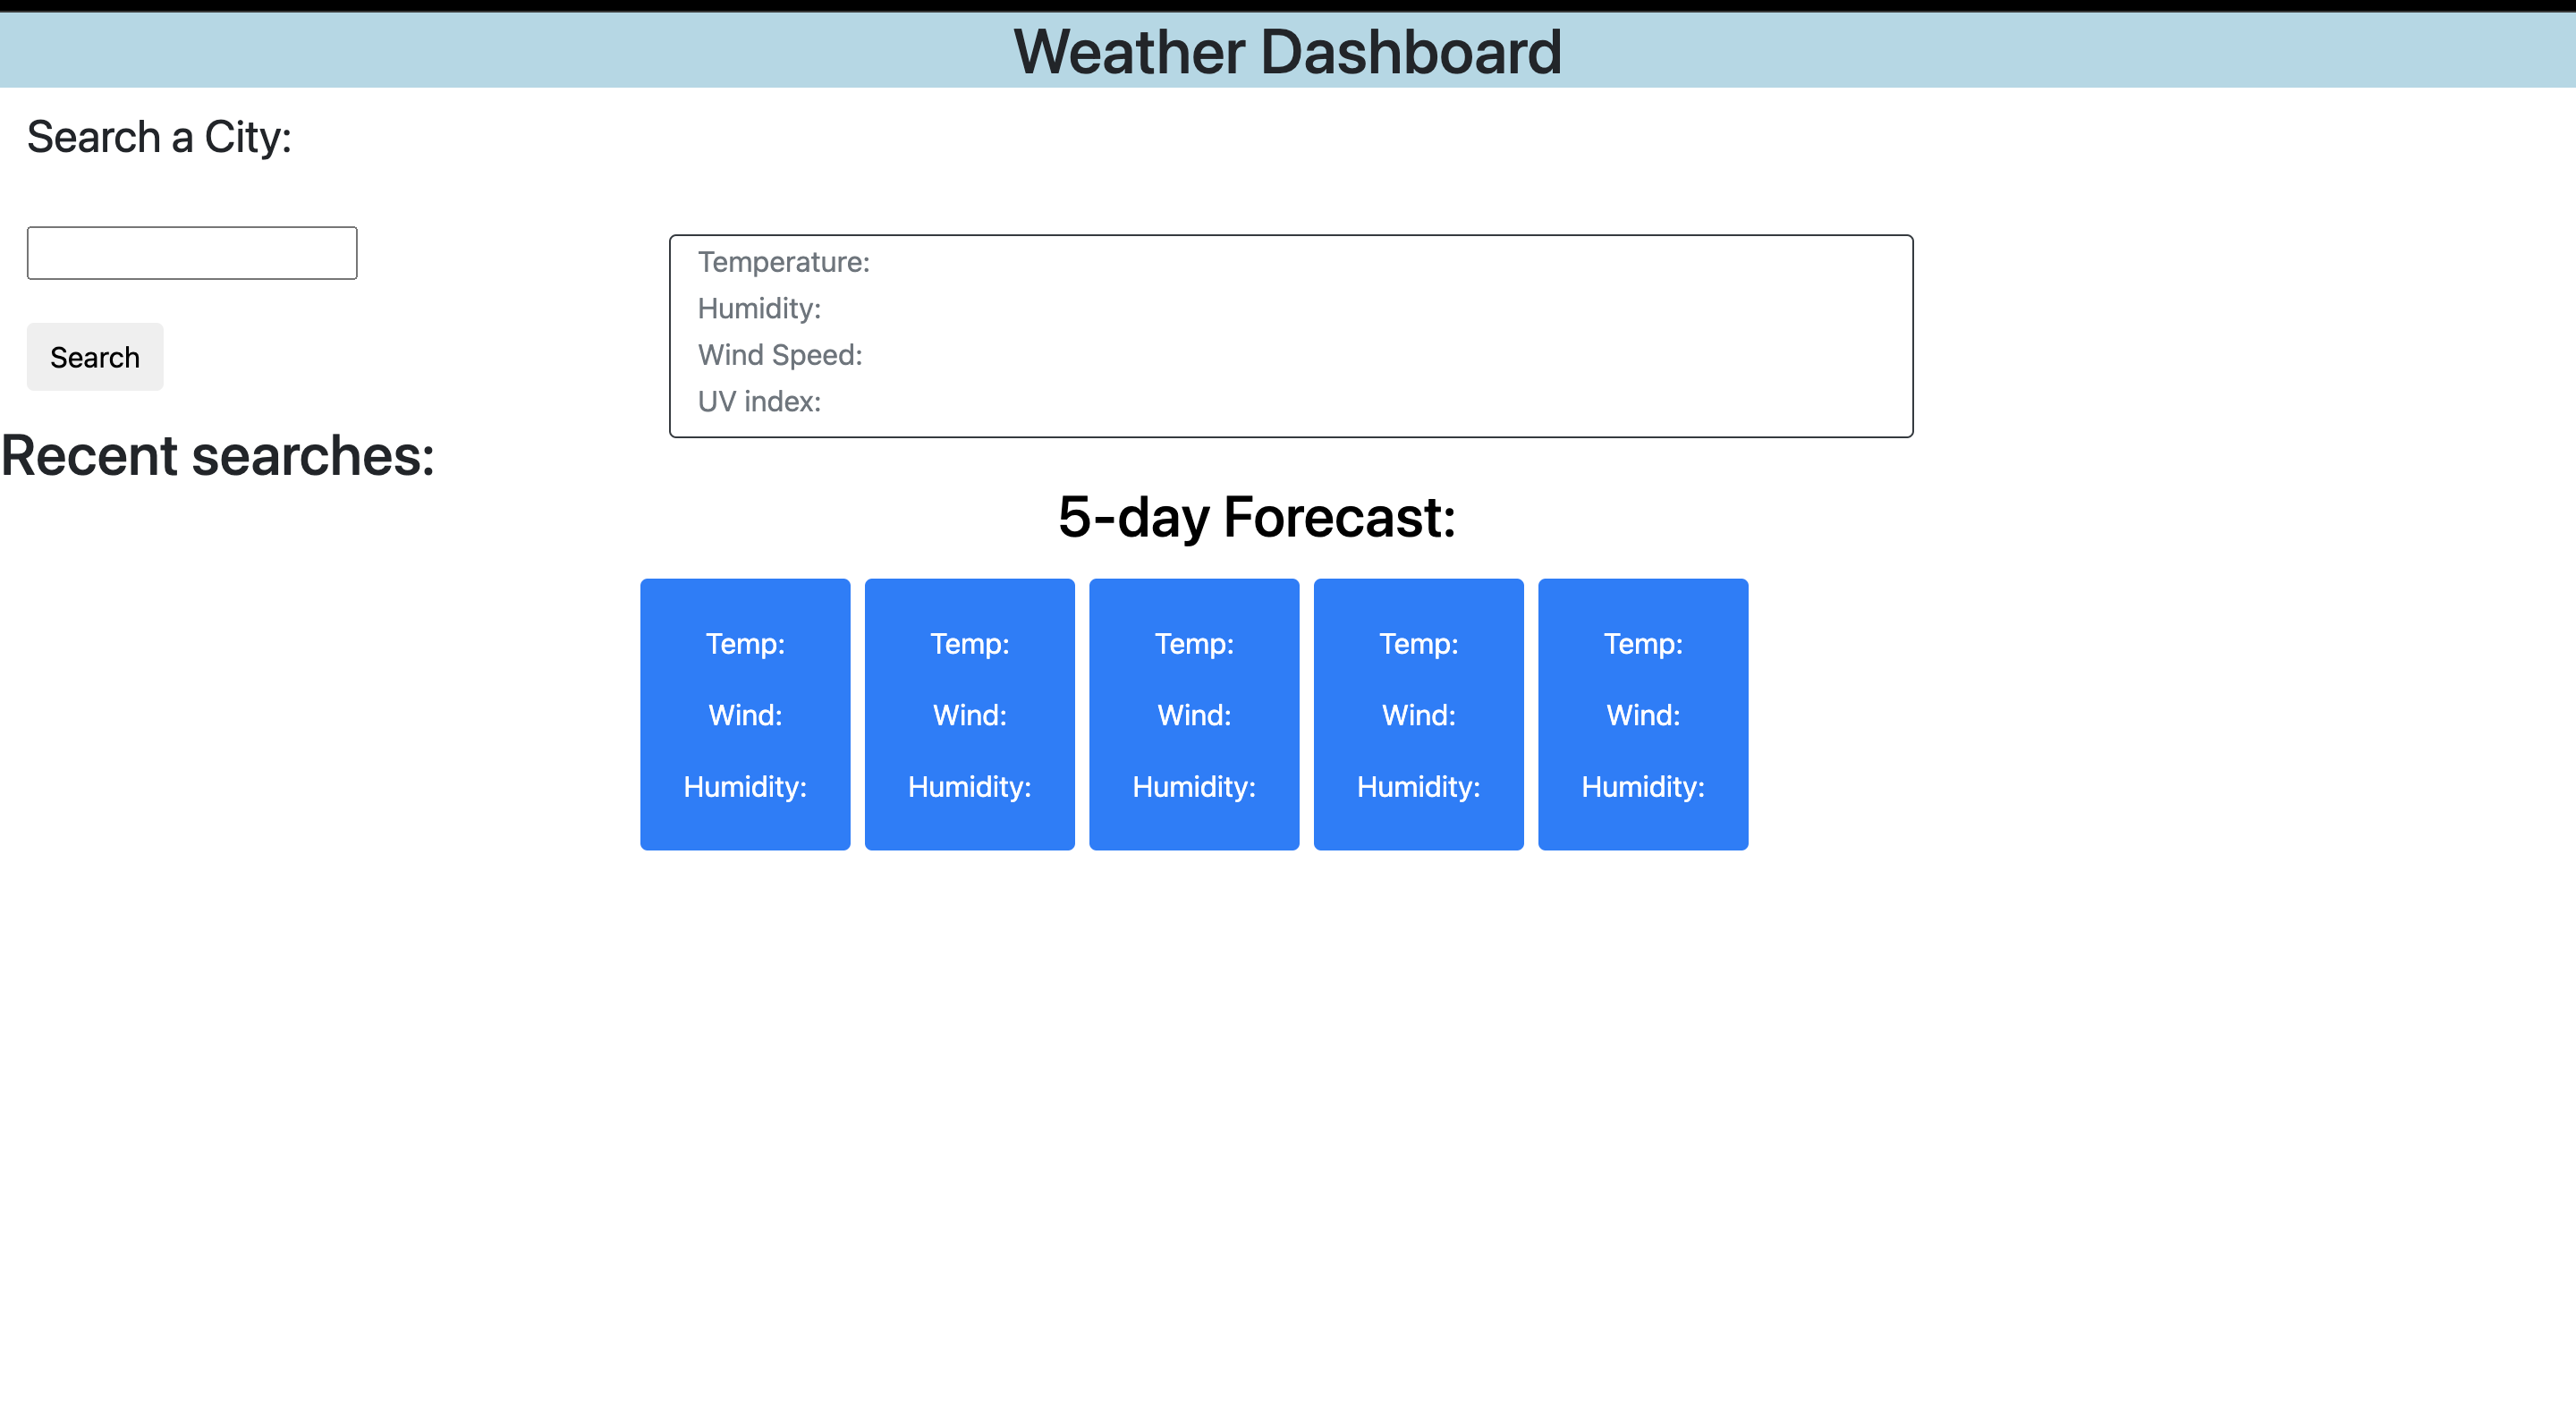 Weather Dashboard
Search a City:
Search
Recent searches:
Temperature:
Humidity:
Wind Speed:
UV index:
5-day Forecast:
Temp: Temp: Temp: Temp: Temp:
Wind: Wind: Wind: Wind: Wind:
Humidity: Humidity: Humidity: Humidity: Humidity: